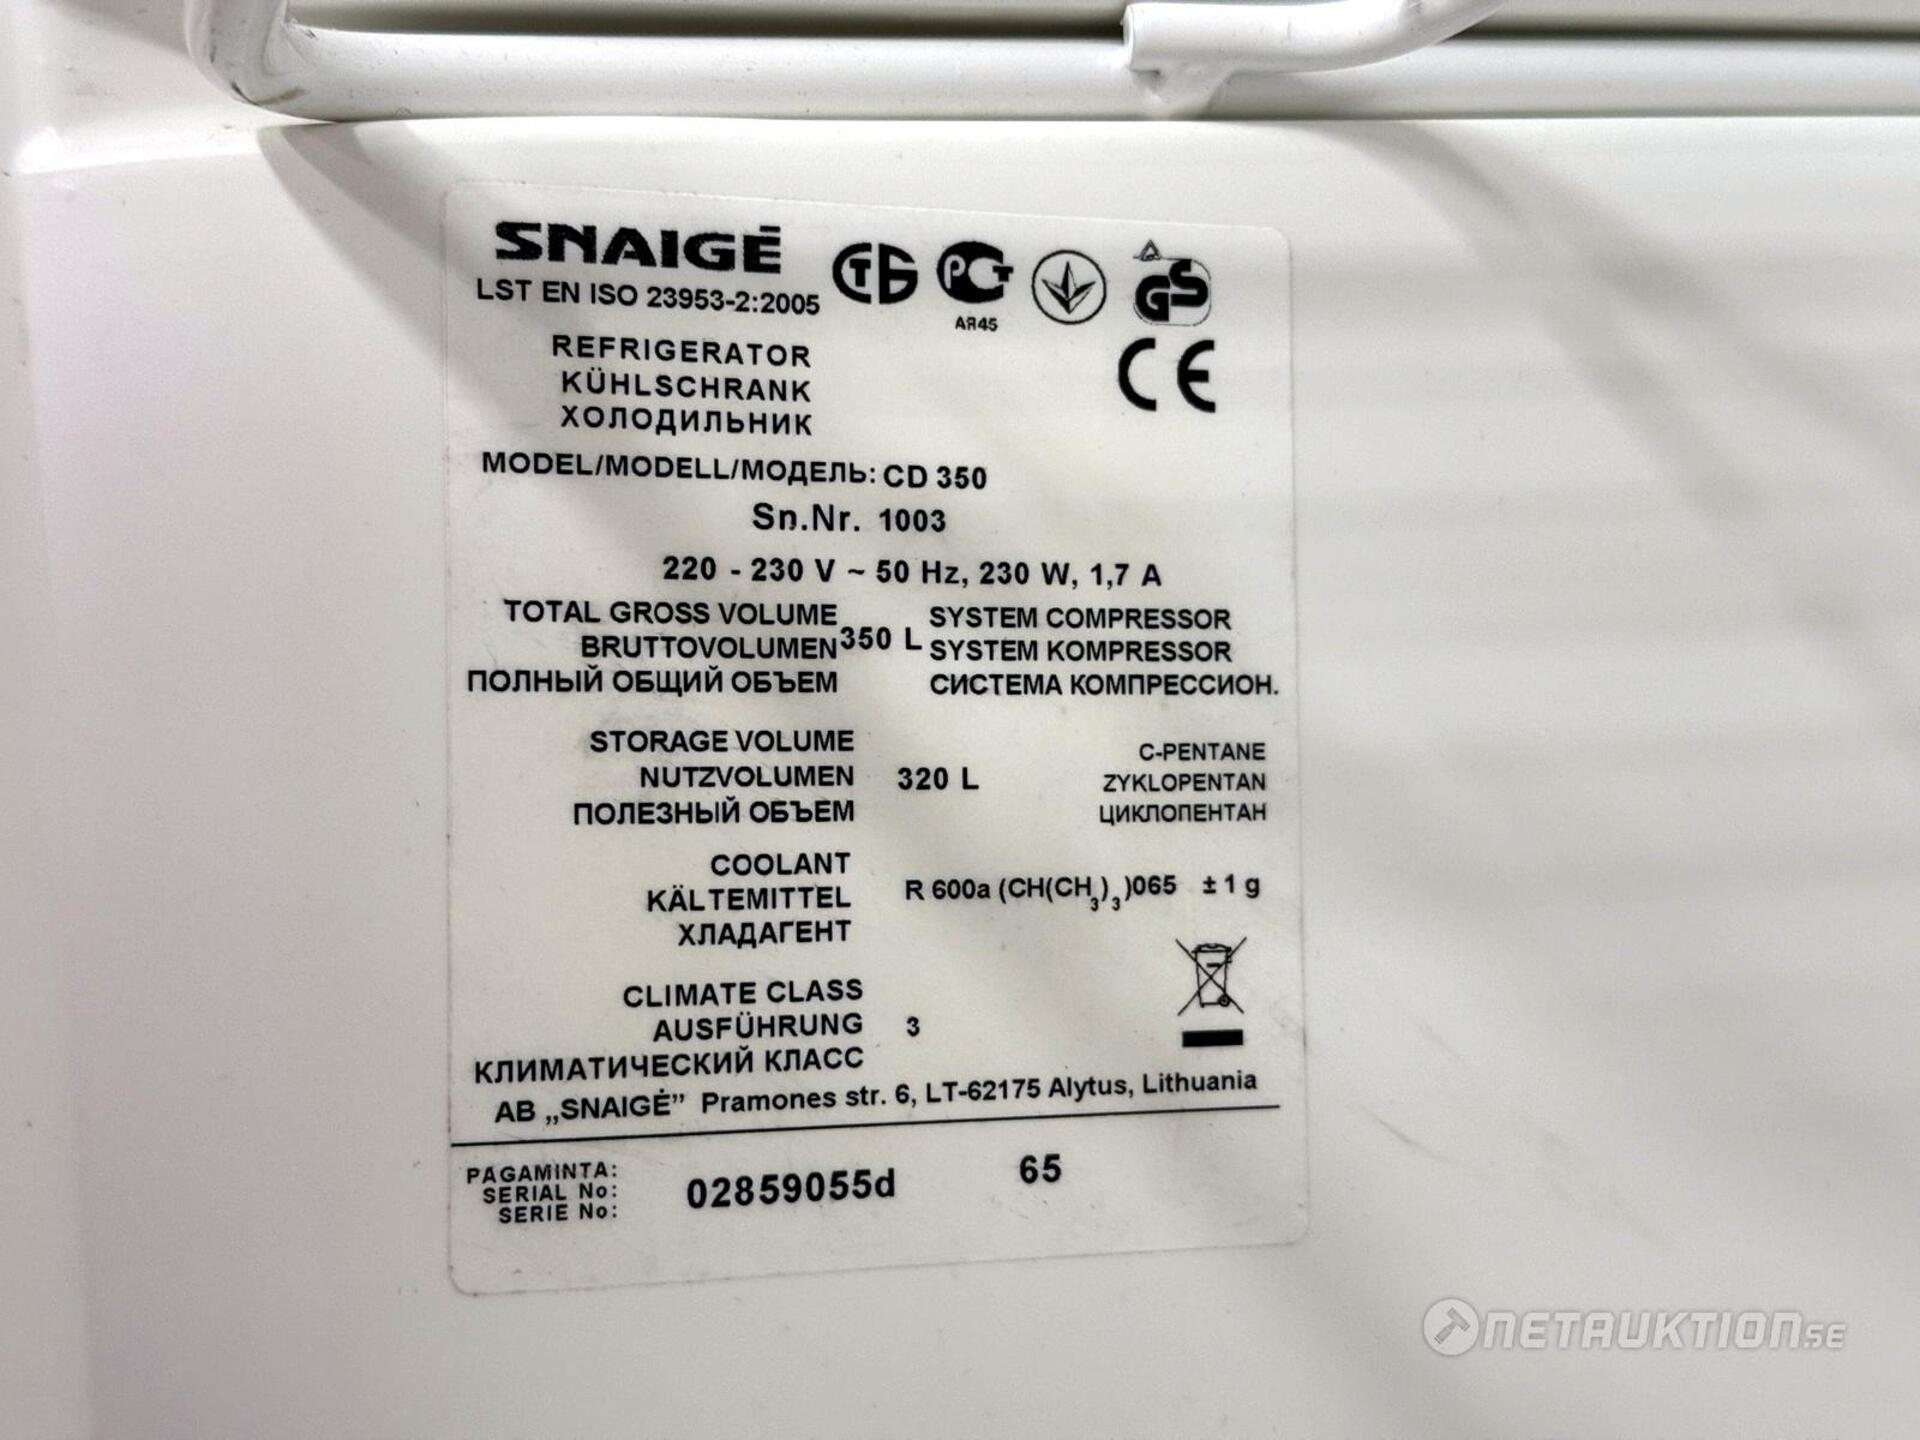 SNAIGĖ
LST EN ISO 23953-2:2005
СТБ
РСТ
АЯ45
GS
CE
REFRIGERATOR
KÜHLSCHRANK
ХОЛОДИЛЬНИК
MODEL/MODELL/МОДЕЛЬ: CD 350
Sn.Nr. 1003
220 - 230 V ~ 50 Hz, 230 W, 1,7 A
TOTAL GROSS VOLUME
BRUTTOVOLUMEN
ПОЛНЫЙ ОБЩИЙ ОБЪЕМ
350 L
SYSTEM COMPRESSOR
SYSTEM KOMPRESSOR
СИСТЕМА КОМПРЕССИОН.
STORAGE VOLUME
NUTZVOLUMEN
ПОЛЕЗНЫЙ ОБЪЕМ
320 L
C-PENTANE
ZYKLOPENTAN
ЦИКЛОПЕНТАН
COOLANT
KÄLTEMITTEL
ХЛАДАГЕНТ
R 600a (CH(CH₃)₃)065 ± 1 g
CLIMATE CLASS
AUSFÜHRUNG
КЛИМАТИЧЕСКИЙ КЛАСС
3
AB „SNAIGĖ” Pramones str. 6, LT-62175 Alytus, Lithuania
PAGAMINTA:
SERIAL No:
SERIE No:
02859055d 65
NETAUKTION.SE